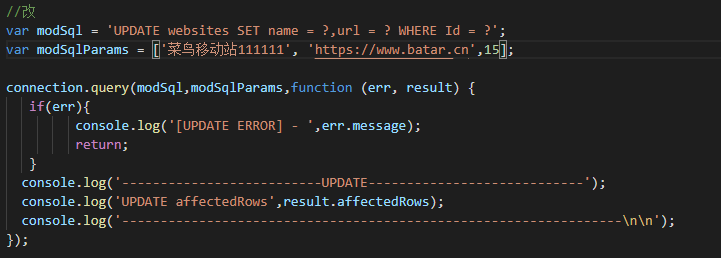 //改
var modSql = 'UPDATE websites SET name = ?,url = ? WHERE Id = ?';
var modSqlParams = ['菜鸟移动站111111', 'https://www.batar.cn',15];
connection.query(modSql,modSqlParams,function (err, result) {
if(err){
console.log('[UPDATE ERROR] - ',err.message);
return;
}
console.log('--------------------------UPDATE----------------------------');
console.log('UPDATE affectedRows',result.affectedRows);
console.log('-----------------------------------------------------------------\n\n');
});